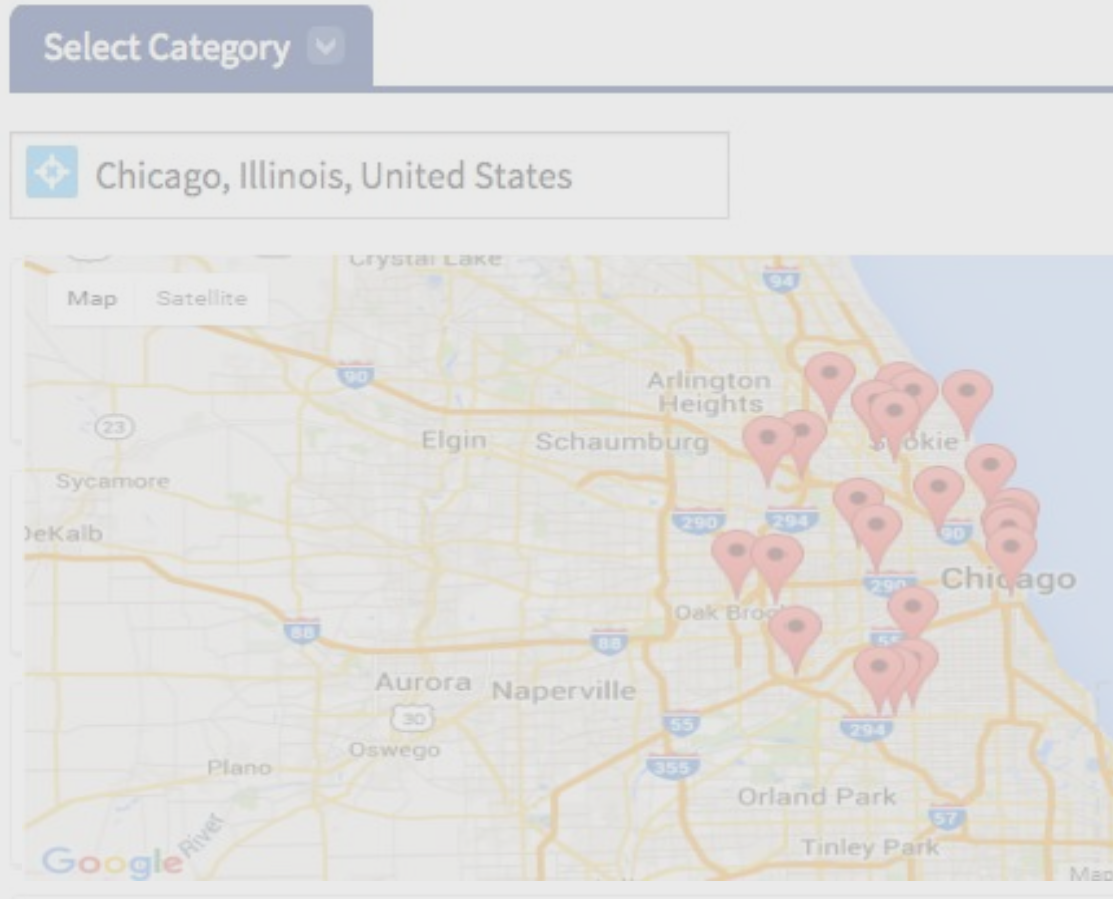 Select Category
Chicago, Illinois, United States
Crystal Lake
Map Satellite
94
90
Arlington
Heights
23
Elgin Schaumburg
Sycamore
290 294 90
DeKalb
290 Chicago
Oak Brook
88 88 55
Aurora Naperville
30
55 294
Oswego
Plano
355
Orland Park
57
River
Tinley Park
Google
Map